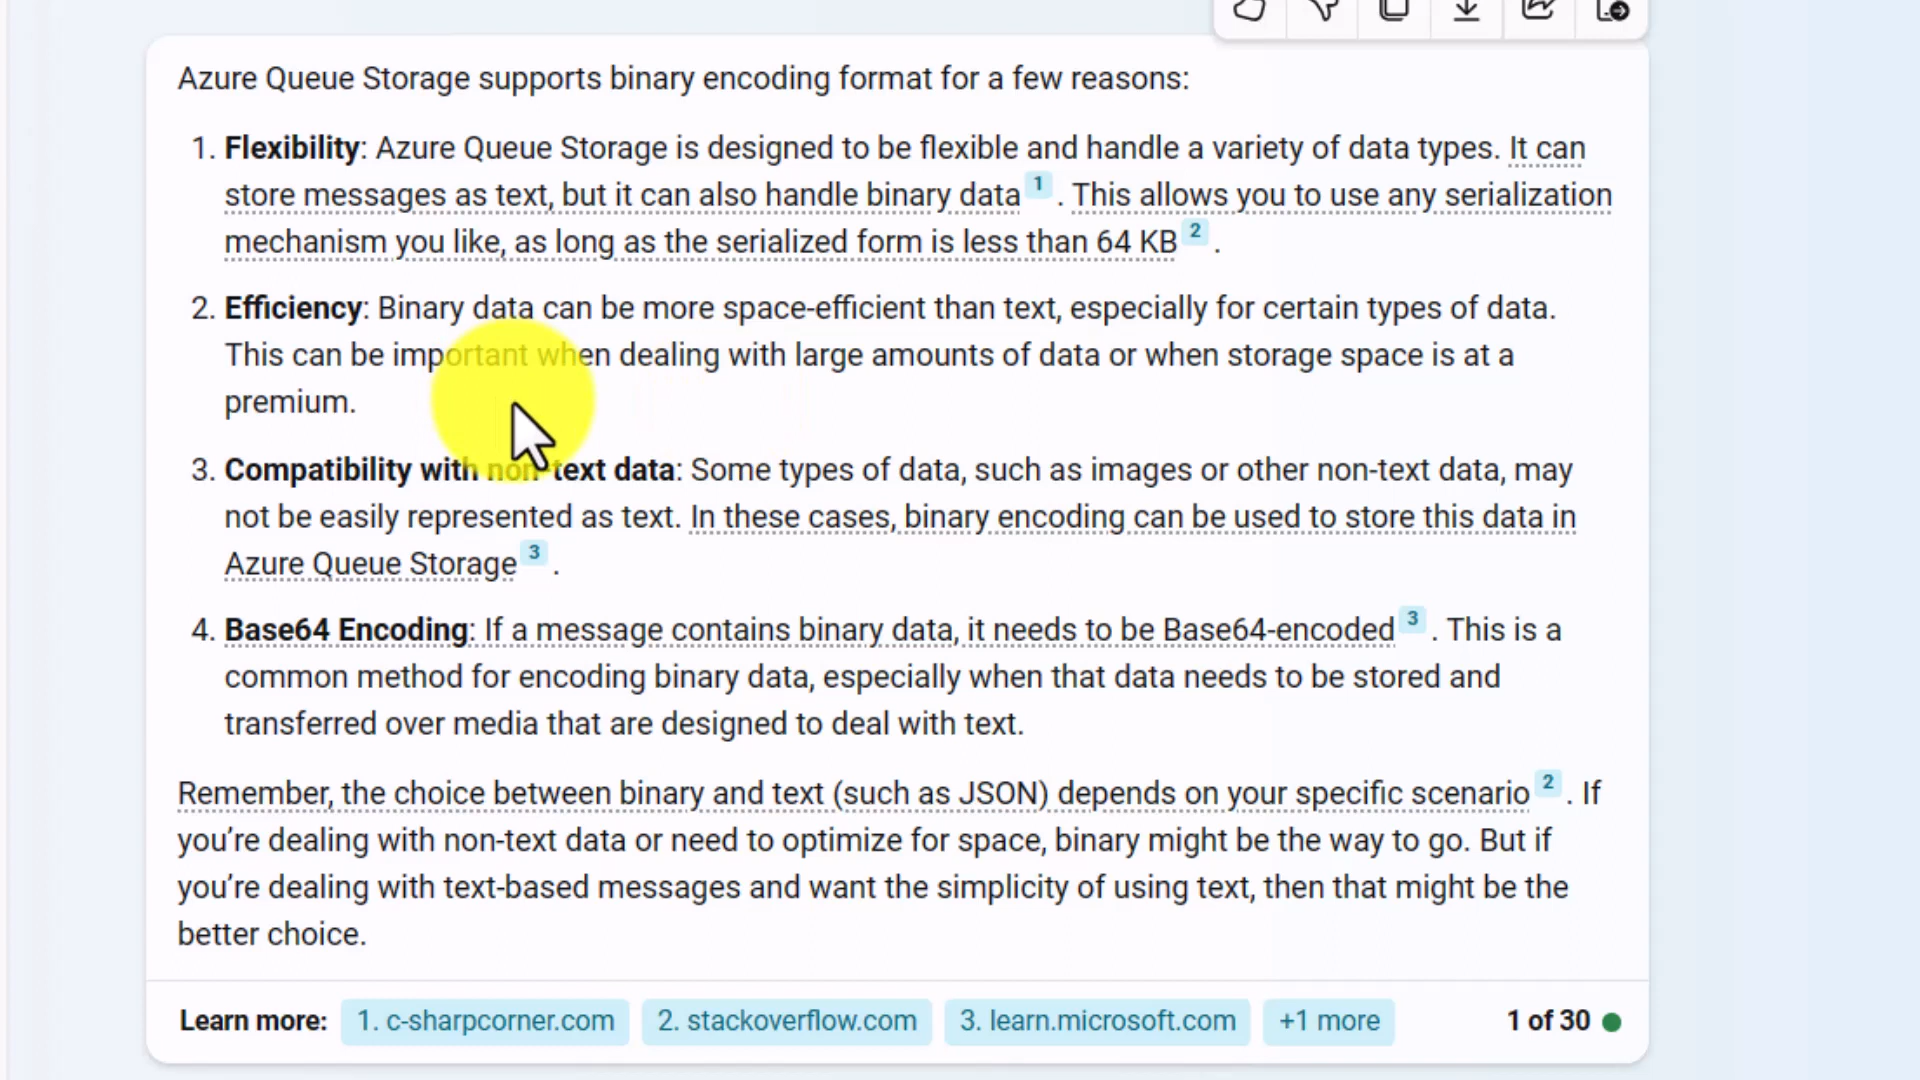 Azure Queue Storage supports binary encoding format for a few reasons:
1. Flexibility: Azure Queue Storage is designed to be flexible and handle a variety of data types. It can
store messages as text, but it can also handle binary data 1 . This allows you to use any serialization
mechanism you like, as long as the serialized form is less than 64 KB 2 .
2. Efficiency: Binary data can be more space-efficient than text, especially for certain types of data.
This can be important when dealing with large amounts of data or when storage space is at a
premium.
3. Compatibility with non-text data: Some types of data, such as images or other non-text data, may
not be easily represented as text. In these cases, binary encoding can be used to store this data in
Azure Queue Storage 3 .
4. Base64 Encoding: If a message contains binary data, it needs to be Base64-encoded 3 . This is a
common method for encoding binary data, especially when that data needs to be stored and
transferred over media that are designed to deal with text.
Remember, the choice between binary and text (such as JSON) depends on your specific scenario 2 . If
you’re dealing with non-text data or need to optimize for space, binary might be the way to go. But if
you’re dealing with text-based messages and want the simplicity of using text, then that might be the
better choice.
Learn more: 1. c-sharpcorner.com 2. stackoverflow.com 3. learn.microsoft.com +1 more 1 of 30